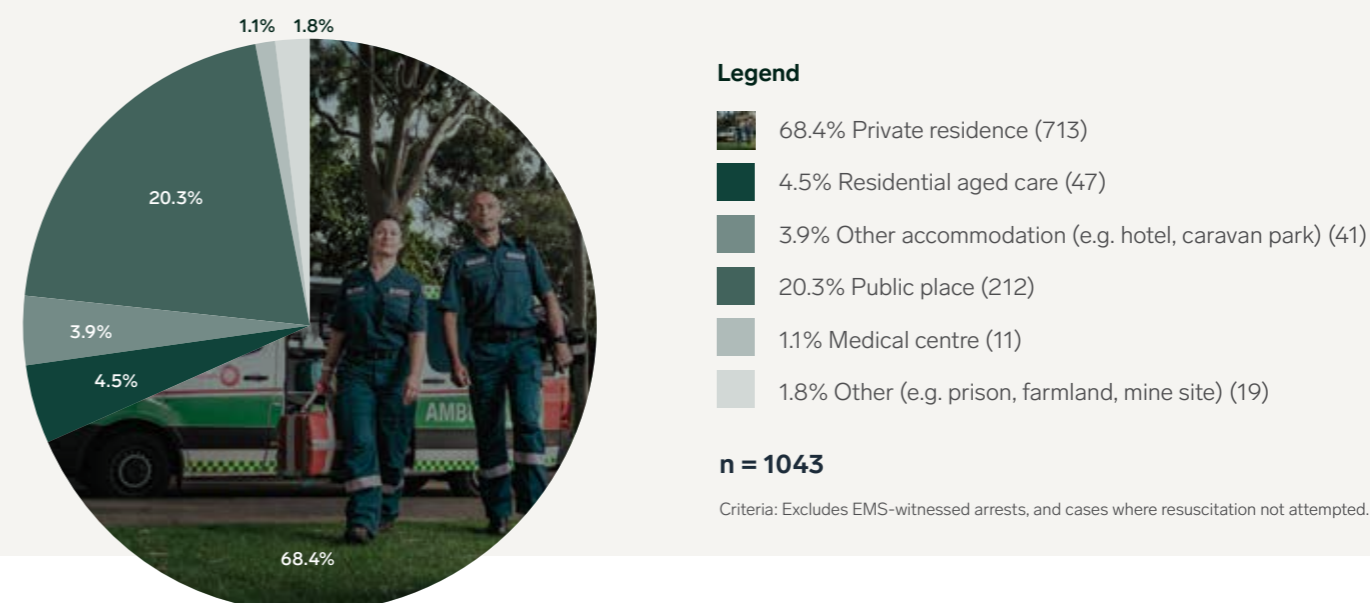 1.1% 1.8%
20.3%
3.9%
4.5%
68.4%
AMB
Legend
68.4% Private residence (713)
4.5% Residential aged care (47)
3.9% Other accommodation (e.g. hotel, caravan park) (41)
20.3% Public place (212)
1.1% Medical centre (11)
1.8% Other (e.g. prison, farmland, mine site) (19)
n = 1043
Criteria: Excludes EMS-witnessed arrests, and cases where resuscitation not attempted.